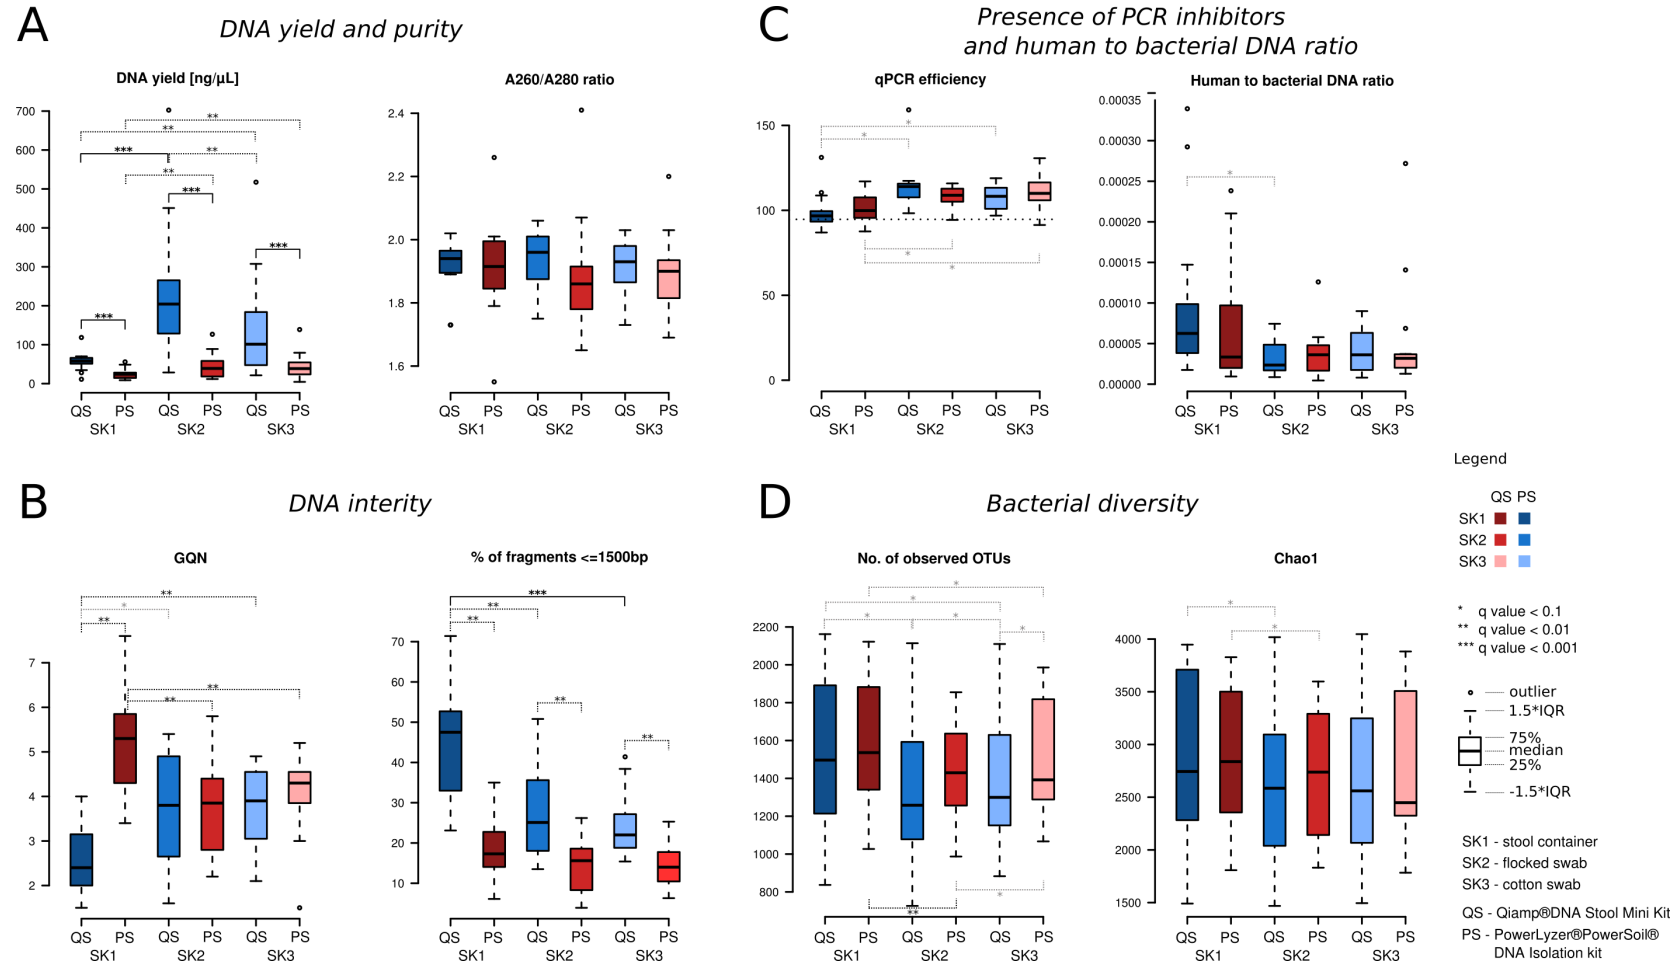 A
DNA yield and purity
DNA yield [ng/µL]
700
600
500
400
300
200
100
0
** 
**
*** **
**
***
***
***
QS PS QS PS QS PS
SK1 SK2 SK3
A260/A280 ratio
2.4
2.2
2.0
1.8
1.6
QS PS QS PS QS PS
SK1 SK2 SK3
C
Presence of PCR inhibitors
and human to bacterial DNA ratio
qPCR efficiency
150
100
50
0
*
*
*
*
QS PS QS PS QS PS
SK1 SK2 SK3
Human to bacterial DNA ratio
0.00035
0.00030
0.00025
0.00020
0.00015
0.00010
0.00005
0.00000
*
QS PS QS PS QS PS
SK1 SK2 SK3
B
DNA interity
GQN
7
6
5
4
3
2
**
*
**
**
**
QS PS QS PS QS PS
SK1 SK2 SK3
% of fragments <=1500bp
70
60
50
40
30
20
10
***
**
**
**
**
QS PS QS PS QS PS
SK1 SK2 SK3
D
Bacterial diversity
No. of observed OTUs
2200
2000
1800
1600
1400
1200
1000
800
*
*
* *
*
*
**
QS PS QS PS QS PS
SK1 SK2 SK3
Chao1
4000
3500
3000
2500
2000
1500
*
*
QS PS QS PS QS PS
SK1 SK2 SK3
Legend
QS PS
SK1
SK2
SK3
* q value < 0.1
** q value < 0.01
*** q value < 0.001
outlier
1.5*IQR
75%
median
25%
-1.5*IQR
SK1 - stool container
SK2 - flocked swab
SK3 - cotton swab
QS - Qiamp®DNA Stool Mini Kit
PS - PowerLyzer®PowerSoil®
DNA Isolation kit